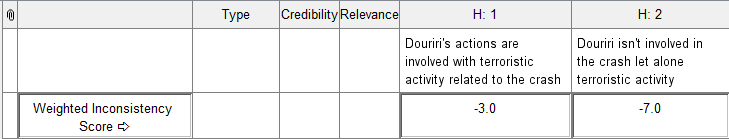 Type Credibility Relevance H: 1 H: 2
Douriri's actions are
involved with terroristic
activity related to the crash
Douriri isn't involved in
the crash let alone
terroristic activity
Weighted Inconsistency
Score ⇨
-3.0 -7.0